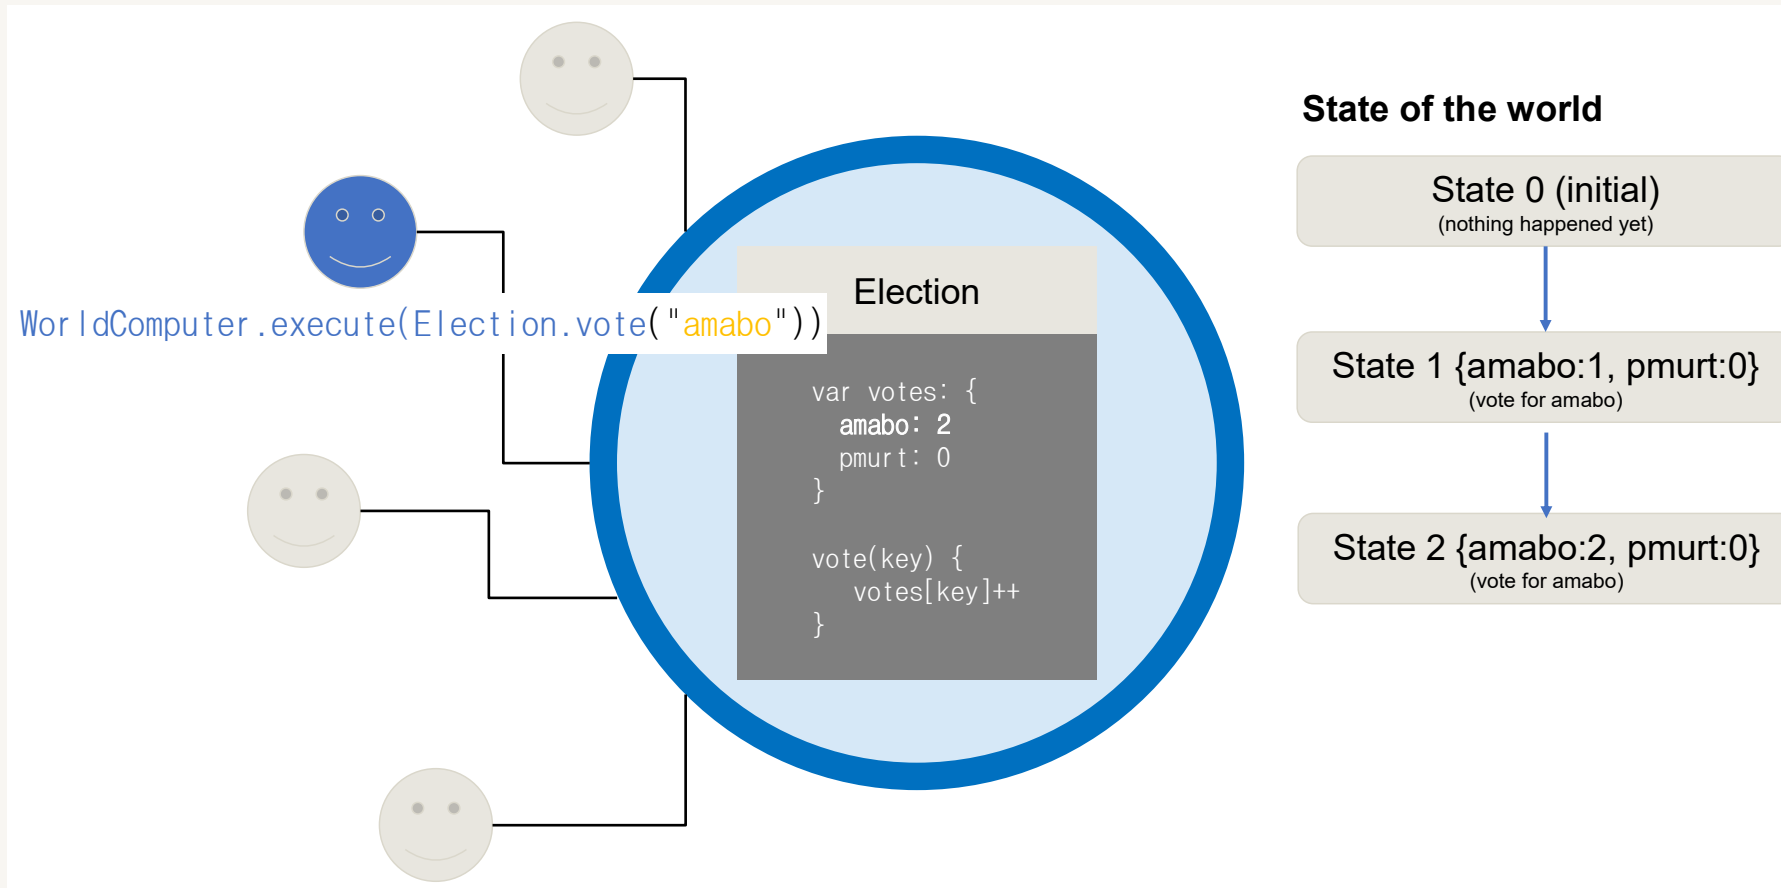 WorldComputer.execute(Election.vote("amabo"))
Election
var votes: {
amabo: 2
pmurt: 0
}
vote(key) {
votes[key]++
}
State of the world
State 0 (initial)
(nothing happened yet)
State 1 {amabo:1, pmurt:0}
(vote for amabo)
State 2 {amabo:2, pmurt:0}
(vote for amabo)